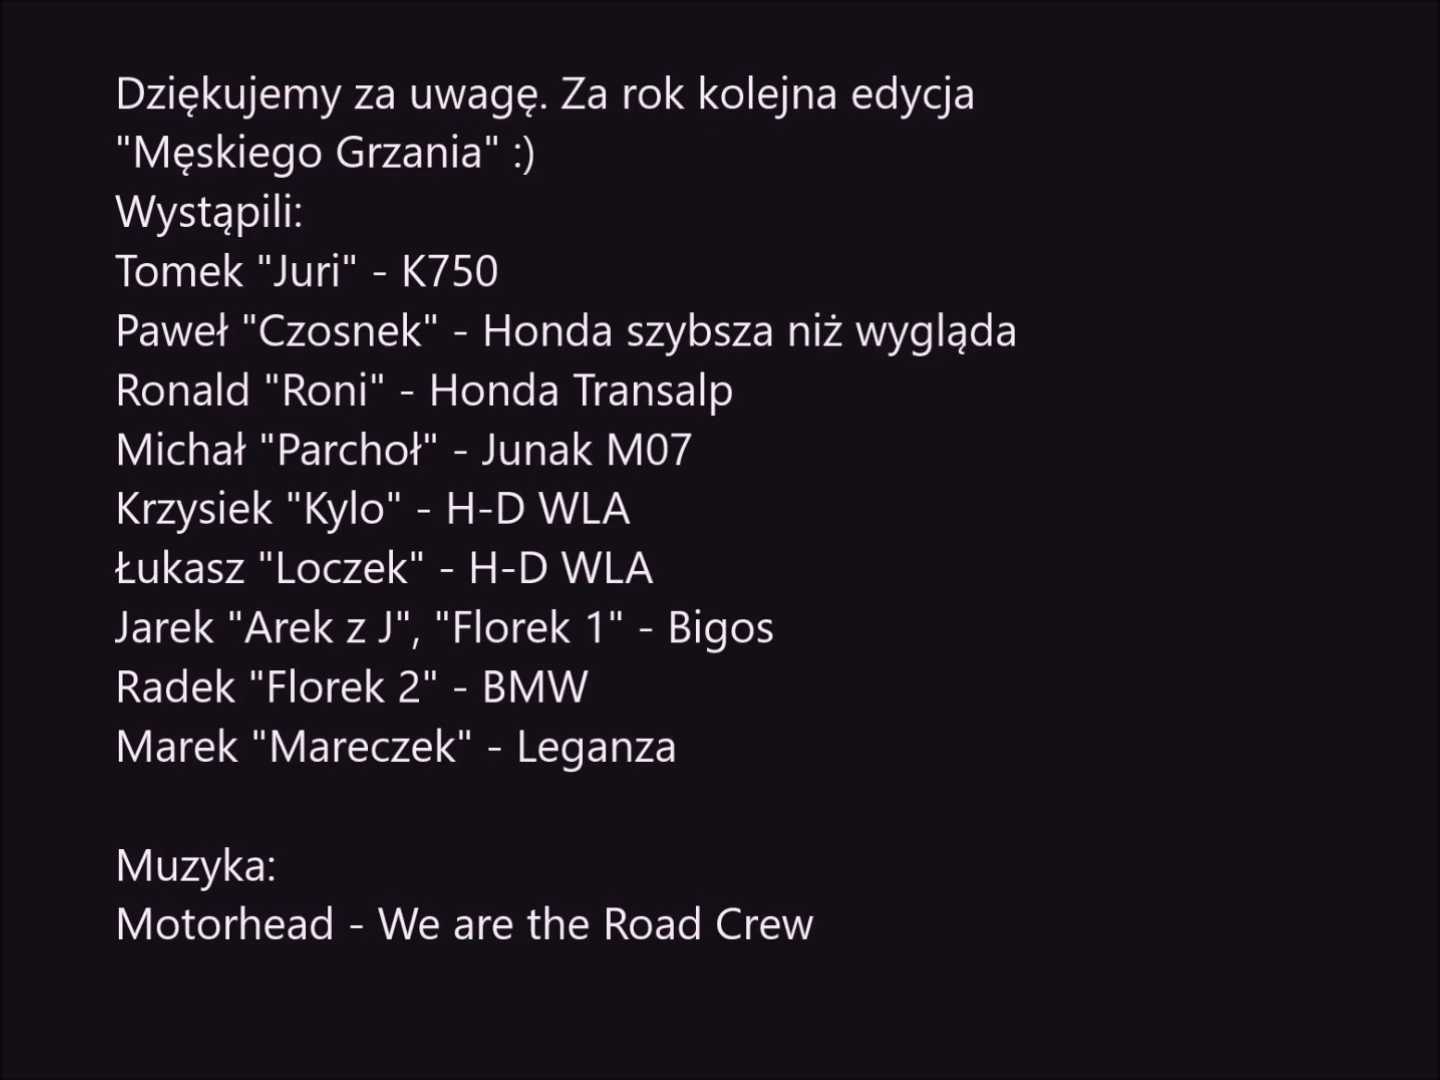 Dziękujemy za uwagę. Za rok kolejna edycja
"Męskiego Grzania" :)
Wystąpili:
Tomek "Juri" - K750
Paweł "Czosnek" - Honda szybsza niż wygląda
Ronald "Roni" - Honda Transalp
Michał "Parchoł" - Junak M07
Krzysiek "Kylo" - H-D WLA
Łukasz "Loczek" - H-D WLA
Jarek "Arek z J", "Florek 1" - Bigos
Radek "Florek 2" - BMW
Marek "Mareczek" - Leganza
Muzyka:
Motorhead - We are the Road Crew